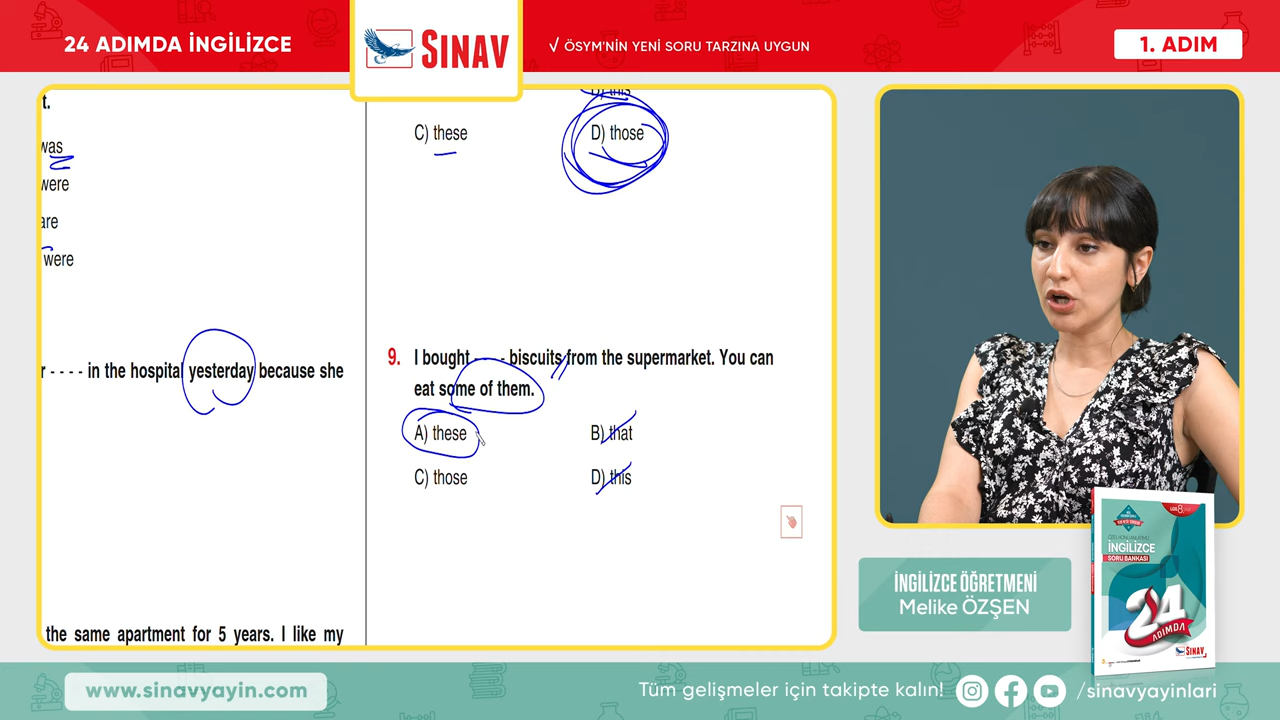 24 ADIMDA İNGİLİZCE
SINAV
√ ÖSYM'NİN YENİ SORU TARZINA UYGUN
1. ADIM
t.
was
were
are
were
r - - - - in the hospital yesterday because she
the same apartment for 5 years. I like my
B) this
C) these
D) those
9. I bought - - - - biscuits from the supermarket. You can
eat some of them.
A) these
B) that
C) those
D) this
İNGİLİZCE ÖĞRETMENİ
Melike ÖZŞEN
İNGİLİZCE
SORU BANKASI
24
ADIMDA
SINAV
www.sinavyayin.com
Tüm gelişmeler için takipte kalın!
/sinavyayinlari